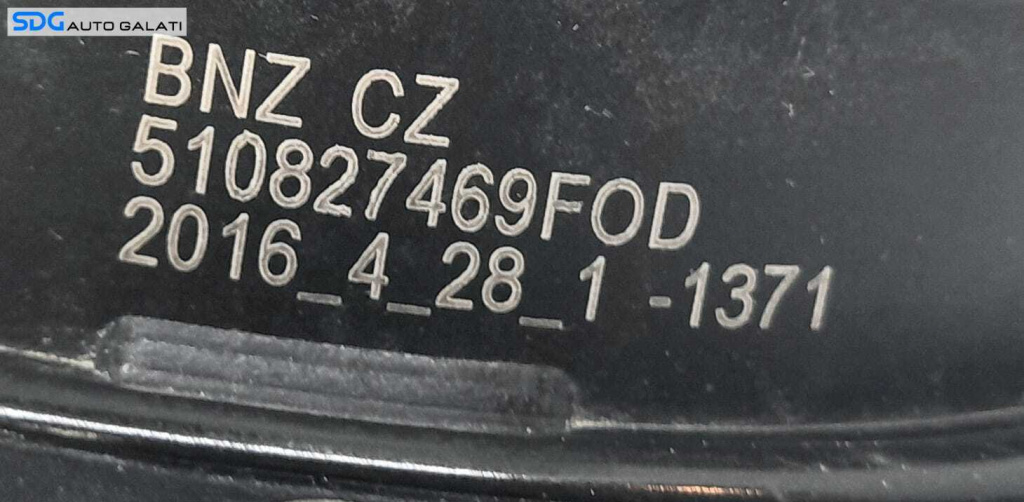 SDG AUTO GALATI
BNZ CZ
510827469FOD
2016_4_28_1 -1371